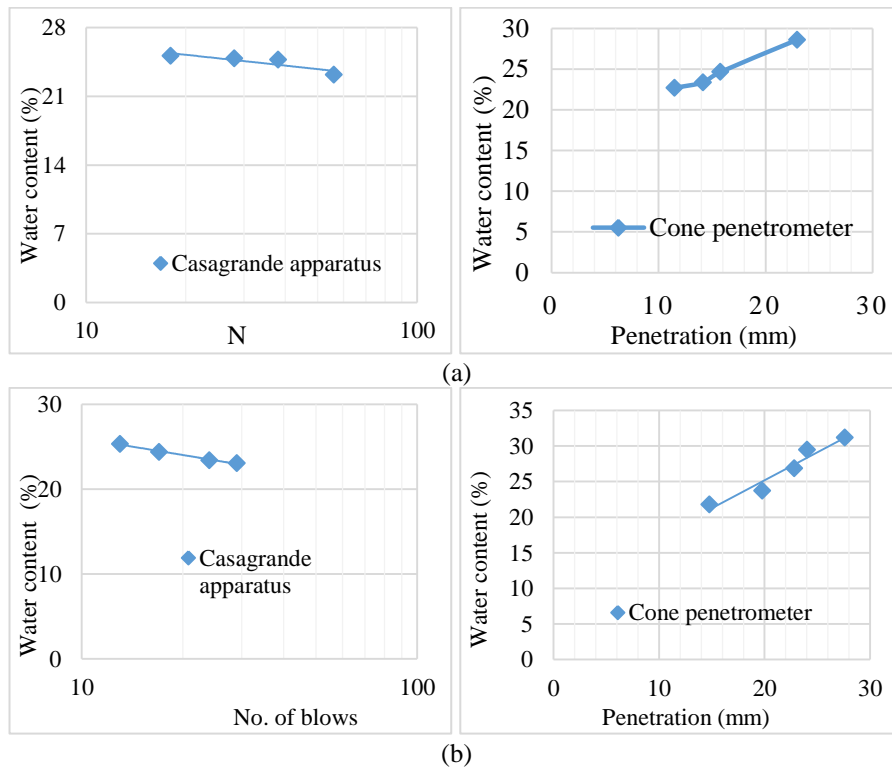 28
21
14
7
0
10
100
Water content (%)
N
Casagrande apparatus
30
25
20
15
10
5
0
0
10
20
30
Water content (%)
Penetration (mm)
Cone penetrometer
(a)
30
20
10
0
10
100
Water content (%)
No. of blows
Casagrande
apparatus
35
30
25
20
15
10
5
0
0
10
20
30
Water content (%)
Penetration (mm)
Cone penetrometer
(b)